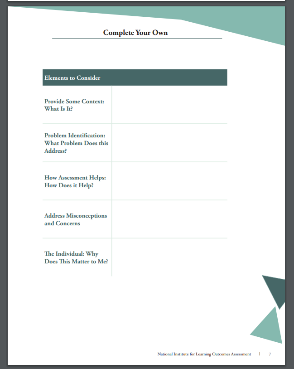 Complete Your Own
Elements to Consider
Provide Some Context:
What Is It?
Problem Identification:
What Problem Does this
Address?
How Assessment Helps:
How Does it Help?
Address Misconceptions
and Concerns
The Individual: Why
Does This Matter to Me?
National Institute for Learning Outcomes Assessment |